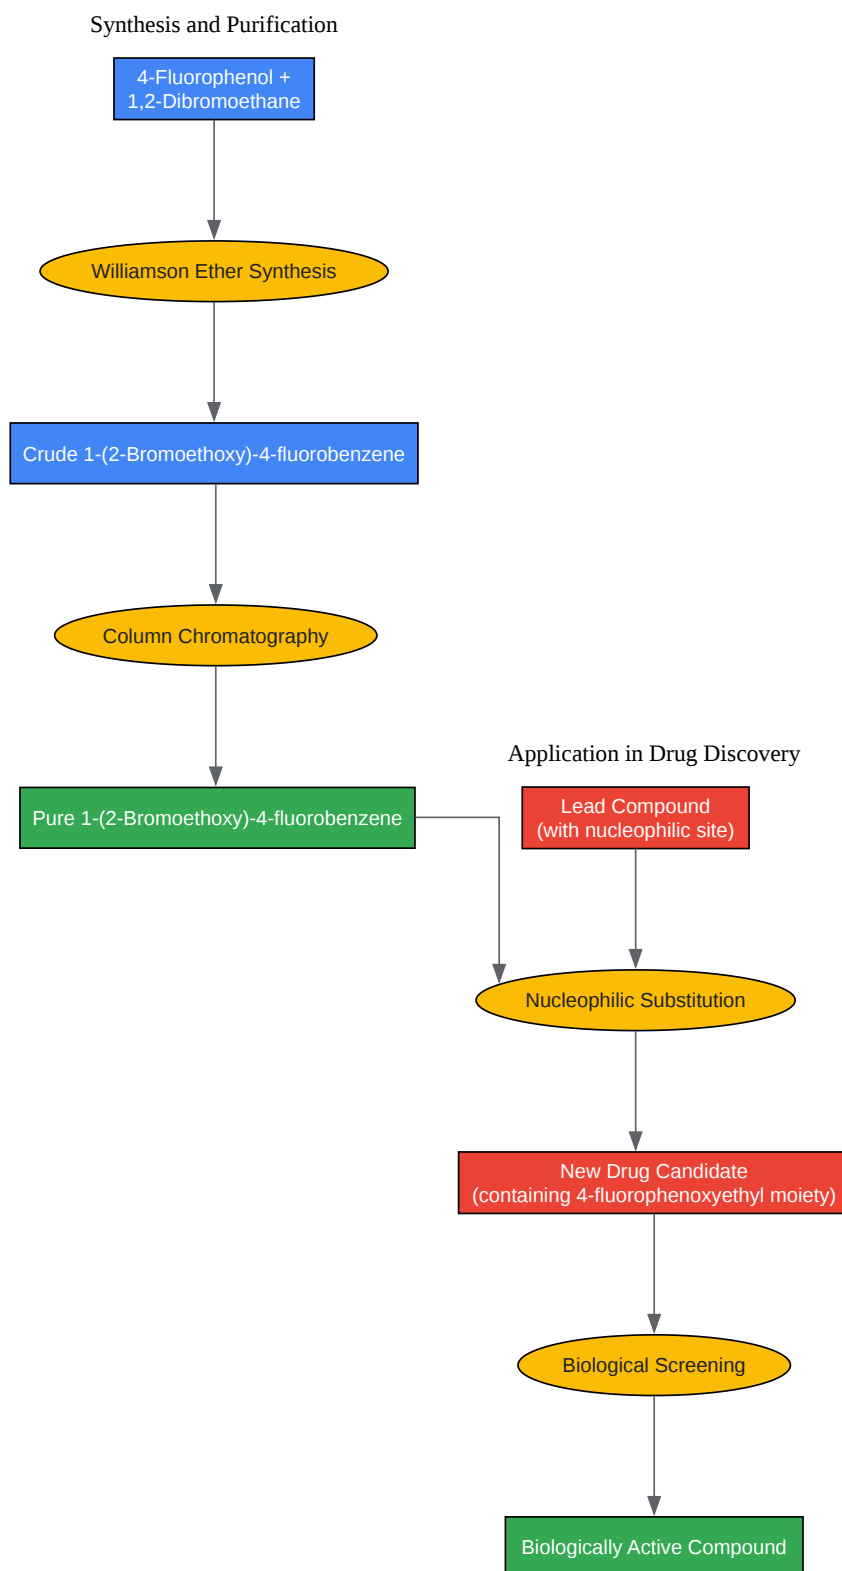 Synthesis and Purification
4-Fluorophenol +
1,2-Dibromoethane
Williamson Ether Synthesis
Crude 1-(2-Bromoethoxy)-4-fluorobenzene
Column Chromatography
Pure 1-(2-Bromoethoxy)-4-fluorobenzene
Application in Drug Discovery
Lead Compound
(with nucleophilic site)
Nucleophilic Substitution
New Drug Candidate
(containing 4-fluorophenoxyethyl moiety)
Biological Screening
Biologically Active Compound